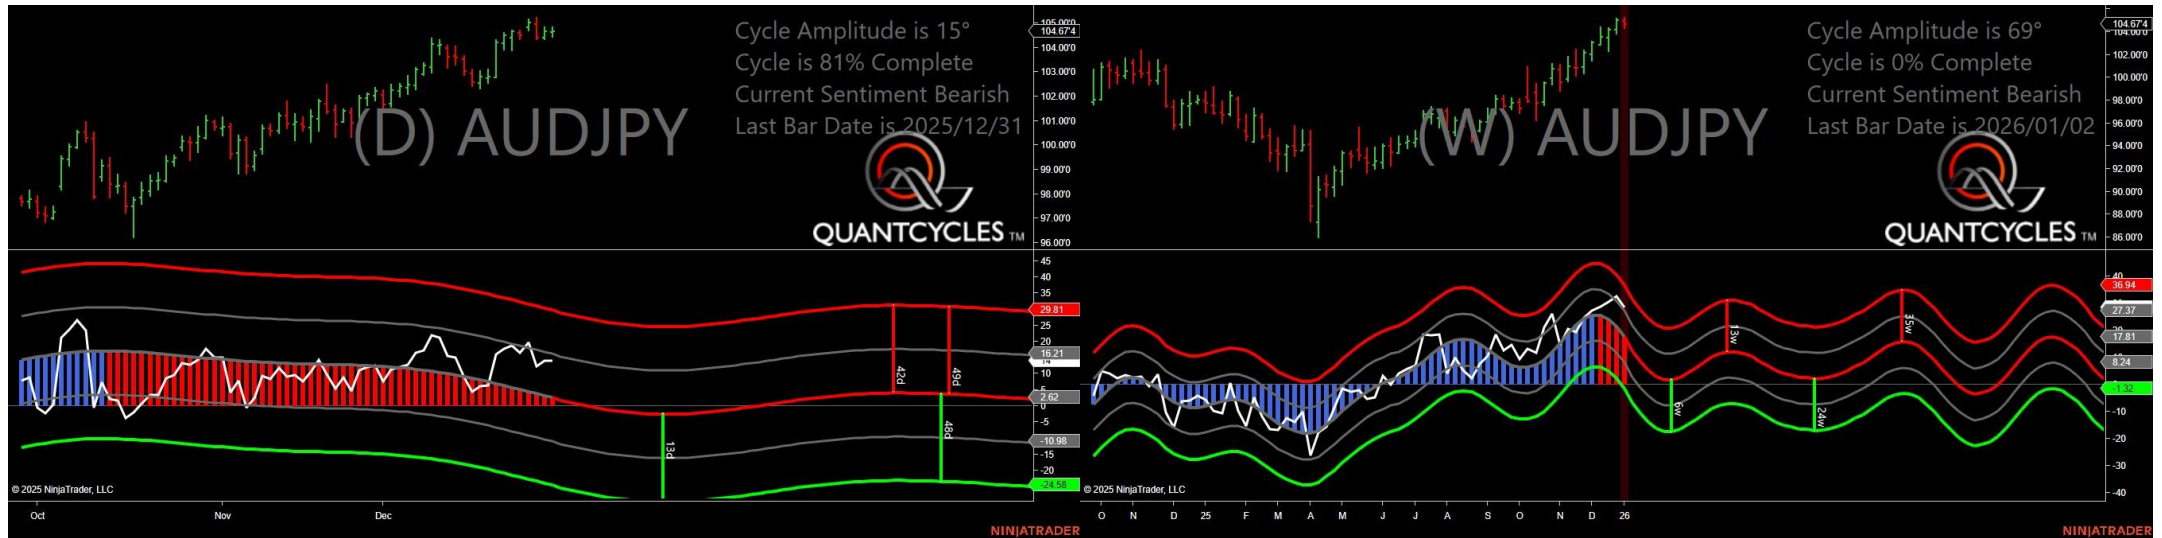 Cycle Amplitude is 15°
Cycle is 81% Complete
Current Sentiment Bearish
Last Bar Date is 2025/12/31
(D) AUDJPY
QUANTCYCLES TM
105.00'0
104.67'4
104.00'0
103.00'0
102.00'0
101.00'0
100.00'0
99.00'0
98.00'0
97.00'0
96.00'0
45
40
35
29.81
25
20
16.21
10
5
2.62
0
-5
-10.98
-15
-20
-24.58
42d
49d
13d
48d
© 2025 NinjaTrader, LLC
Oct Nov Dec
NINJATRADER
Cycle Amplitude is 69°
Cycle is 0% Complete
Current Sentiment Bearish
Last Bar Date is 2026/01/02
(W) AUDJPY
QUANTCYCLES TM
104.67'4
104.00'0
102.00'0
100.00'0
98.00'0
96.00'0
94.00'0
92.00'0
90.00'0
88.00'0
86.00'0
40
36.94
27.37
17.81
8.24
-1.32
-10
-20
-30
-40
13w
35w
6w
24w
© 2025 NinjaTrader, LLC
O N D 25 F M A M J J A S O N D 26
NINJATRADER